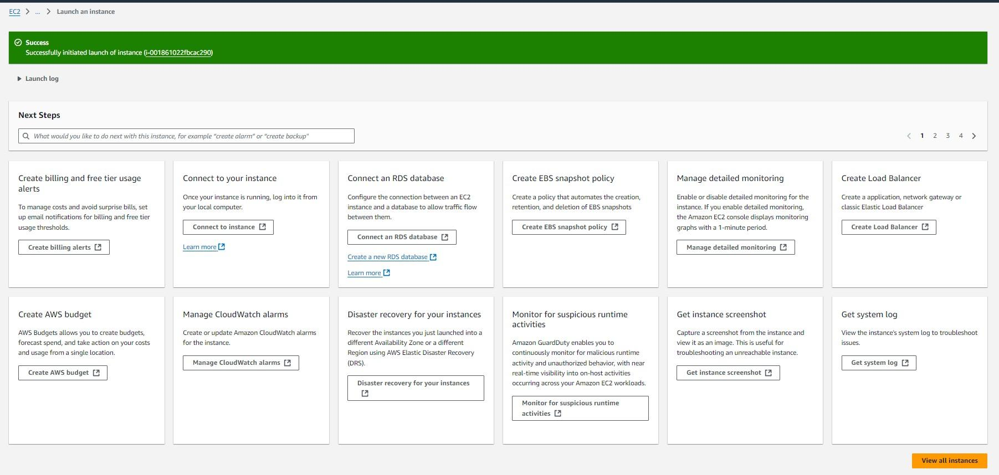 EC2 > ... > Launch an instance
Success
Successfully initiated launch of instance (i-001861022fbcac290)
Launch log
Next Steps
What would you like to do next with this instance, for example “create alarm” or “create backup”
1 2 3 4
Create billing and free tier usage
alerts
To manage costs and avoid surprise bills, set
up email notifications for billing and free tier
usage thresholds.
Create billing alerts
Connect to your instance
Once your instance is running, log into it from
your local computer.
Connect to instance
Learn more
Connect an RDS database
Configure the connection between an EC2
instance and a database to allow traffic flow
between them.
Connect an RDS database
Create a new RDS database
Learn more
Create EBS snapshot policy
Create a policy that automates the creation,
retention, and deletion of EBS snapshots
Create EBS snapshot policy
Manage detailed monitoring
Enable or disable detailed monitoring for the
instance. If you enable detailed monitoring,
the Amazon EC2 console displays monitoring
graphs with a 1-minute period.
Manage detailed monitoring
Create Load Balancer
Create a application, network gateway or
classic Elastic Load Balancer
Create Load Balancer
Create AWS budget
AWS Budgets allows you to create budgets,
forecast spend, and take action on your costs
and usage from a single location.
Create AWS budget
Manage CloudWatch alarms
Create or update Amazon CloudWatch alarms
for the instance.
Manage CloudWatch alarms
Disaster recovery for your instances
Recover the instances you just launched into a
different Availability Zone or a different
Region using AWS Elastic Disaster Recovery
(DRS).
Disaster recovery for your instances
Monitor for suspicious runtime
activities
Amazon GuardDuty enables you to
continuously monitor for malicious runtime
activity and unauthorized behavior, with near
real-time visibility into on-host activities
occurring across your Amazon EC2 workloads.
Monitor for suspicious runtime
activities
Get instance screenshot
Capture a screenshot from the instance and
view it as an image. This is useful for
troubleshooting an unreachable instance.
Get instance screenshot
Get system log
View the instance's system log to troubleshoot
issues.
Get system log
View all instances